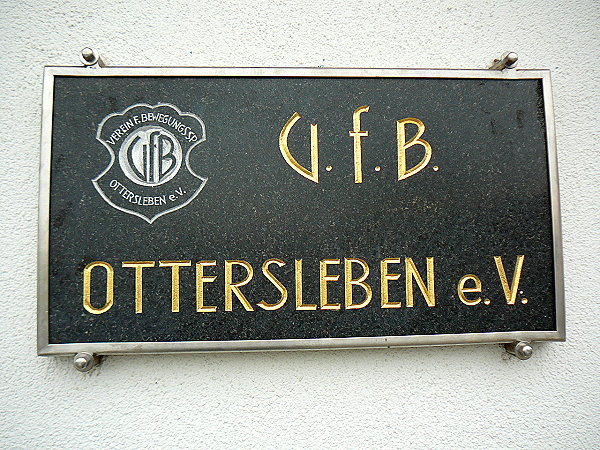 VEREIN F. BEWEGUNGSSP.
VfB
OTTERSLEBEN e.V.
V.f.B.
OTTERSLEBEN e.V.